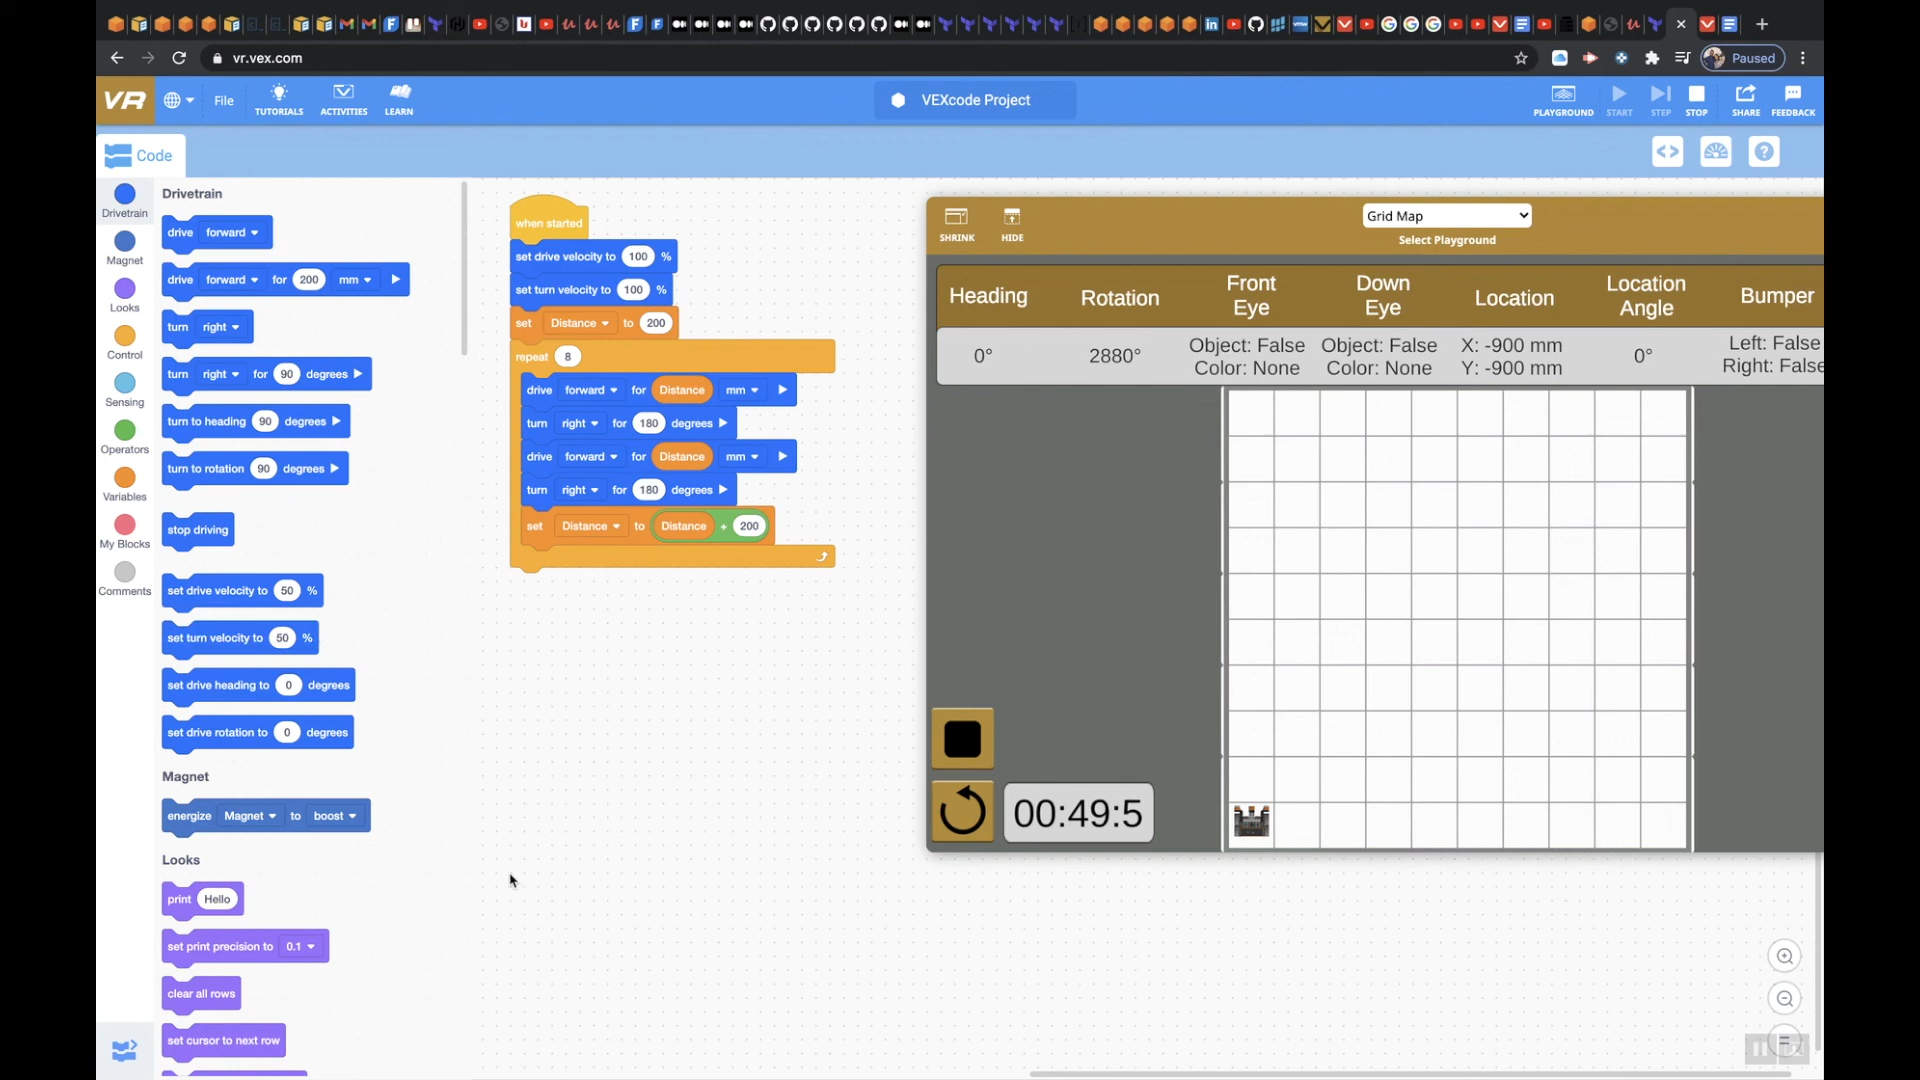 vr.vex.com
Paused
VR
File
TUTORIALS
ACTIVITIES
LEARN
VEXcode Project
PLAYGROUND
START
STEP
STOP
SHARE
FEEDBACK
Code
Drivetrain
Magnet
Looks
Control
Sensing
Operators
Variables
My Blocks
Comments
Drivetrain
drive forward
drive forward for 200 mm
turn right
turn right for 90 degrees
turn to heading 90 degrees
turn to rotation 90 degrees
stop driving
set drive velocity to 50 %
set turn velocity to 50 %
set drive heading to 0 degrees
set drive rotation to 0 degrees
Magnet
energize Magnet to boost
Looks
print Hello
set print precision to 0.1
clear all rows
set cursor to next row
when started
set drive velocity to 100 %
set turn velocity to 100 %
set Distance to 200
repeat 8
drive forward for Distance mm
turn right for 180 degrees
drive forward for Distance mm
turn right for 180 degrees
set Distance to Distance + 200
SHRINK
HIDE
Grid Map
Select Playground
Heading
Rotation
Front Eye
Down Eye
Location
Location Angle
Bumper
0°
2880°
Object: False
Color: None
Object: False
Color: None
X: -900 mm
Y: -900 mm
0°
Left: False
Right: False
00:49:5